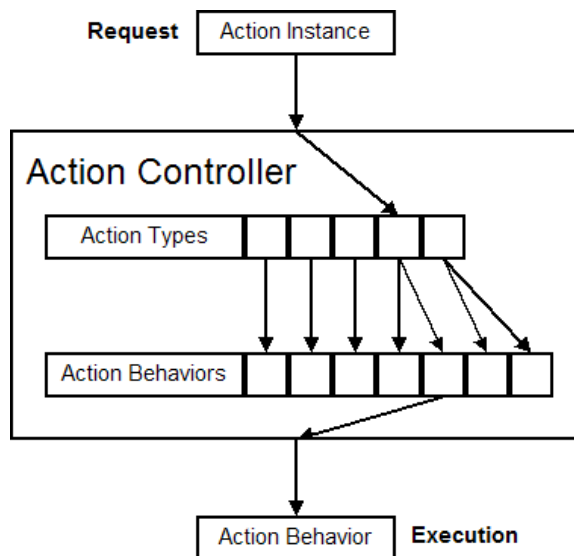 Request Action Instance
Action Controller
Action Types
Action Behaviors
Action Behavior Execution